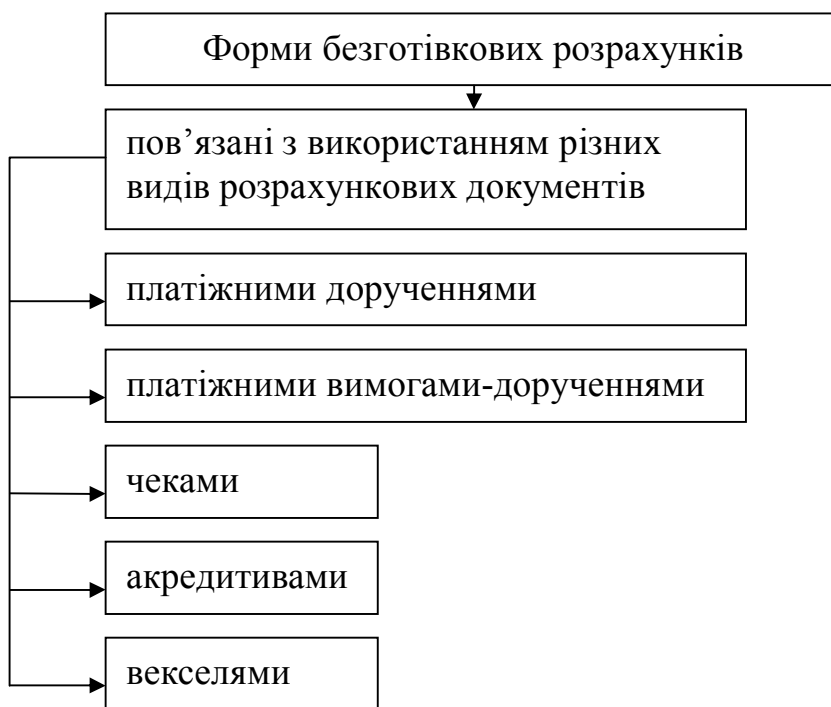 Форми безготівкових розрахунків
пов’язані з використанням різних
видів розрахункових документів
платіжними дорученнями
платіжними вимогами-дорученнями
чеками
акредитивами
векселями